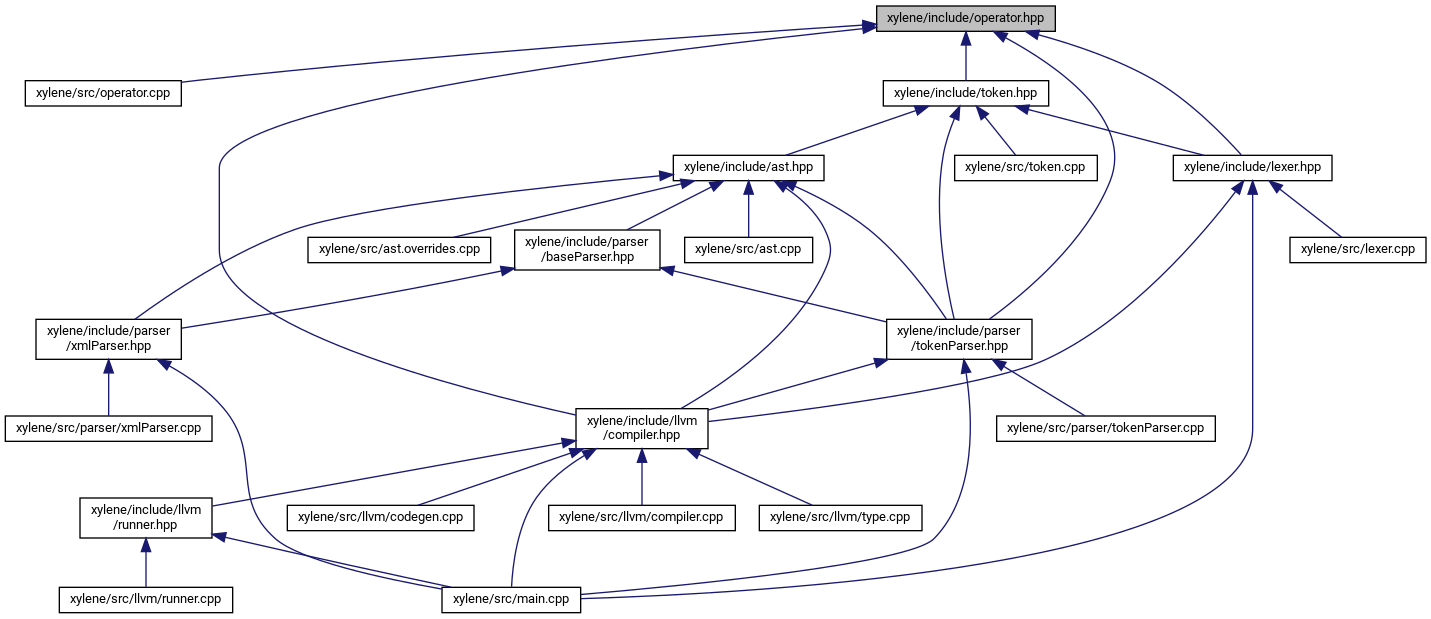 xylene/include/operator.hpp
xylene/src/operator.cpp
xylene/include/token.hpp
xylene/include/ast.hpp
xylene/src/token.cpp
xylene/include/lexer.hpp
xylene/src/ast.overrides.cpp
xylene/include/parser
/baseParser.hpp
xylene/src/ast.cpp
xylene/src/lexer.cpp
xylene/include/parser
/xmlParser.hpp
xylene/include/parser
/tokenParser.hpp
xylene/src/parser/xmlParser.cpp
xylene/include/llvm
/compiler.hpp
xylene/src/parser/tokenParser.cpp
xylene/include/llvm
/runner.hpp
xylene/src/llvm/codegen.cpp
xylene/src/llvm/compiler.cpp
xylene/src/llvm/type.cpp
xylene/src/llvm/runner.cpp
xylene/src/main.cpp